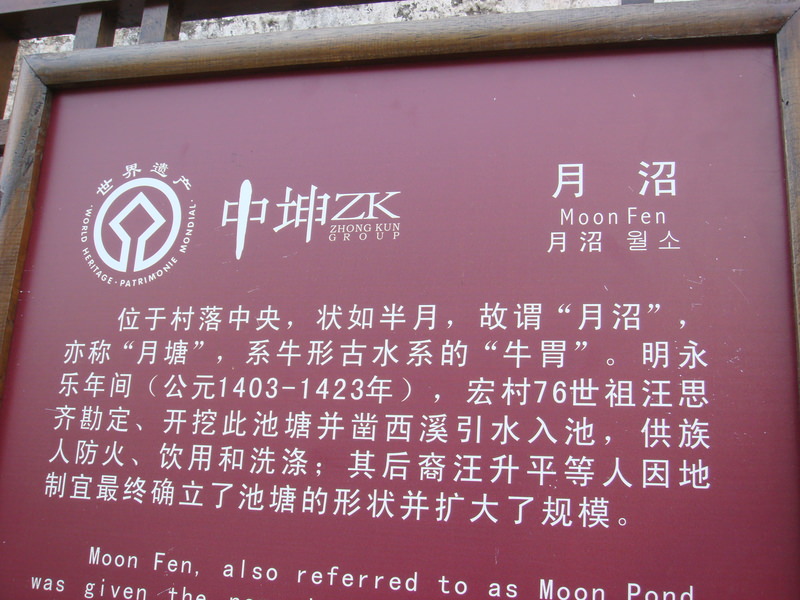 世界遗产
·WORLD HERITAGE·PATRIMONIE MONDIAL·
中坤ZK
ZHONG KUN
GROUP
月 沼
Moon Fen
月沼 월소
位于村落中央，状如半月，故谓“月沼”，
亦称“月塘”，系牛形古水系的“牛胃”。明永
乐年间（公元1403-1423年），宏村76世祖汪思
齐勘定、开挖此池塘并凿西溪引水入池，供族
人防火、饮用和洗涤；其后裔汪升平等人因地
制宜最终确立了池塘的形状并扩大了规模。
Moon Fen, also referred to as Moon Pond
was given the